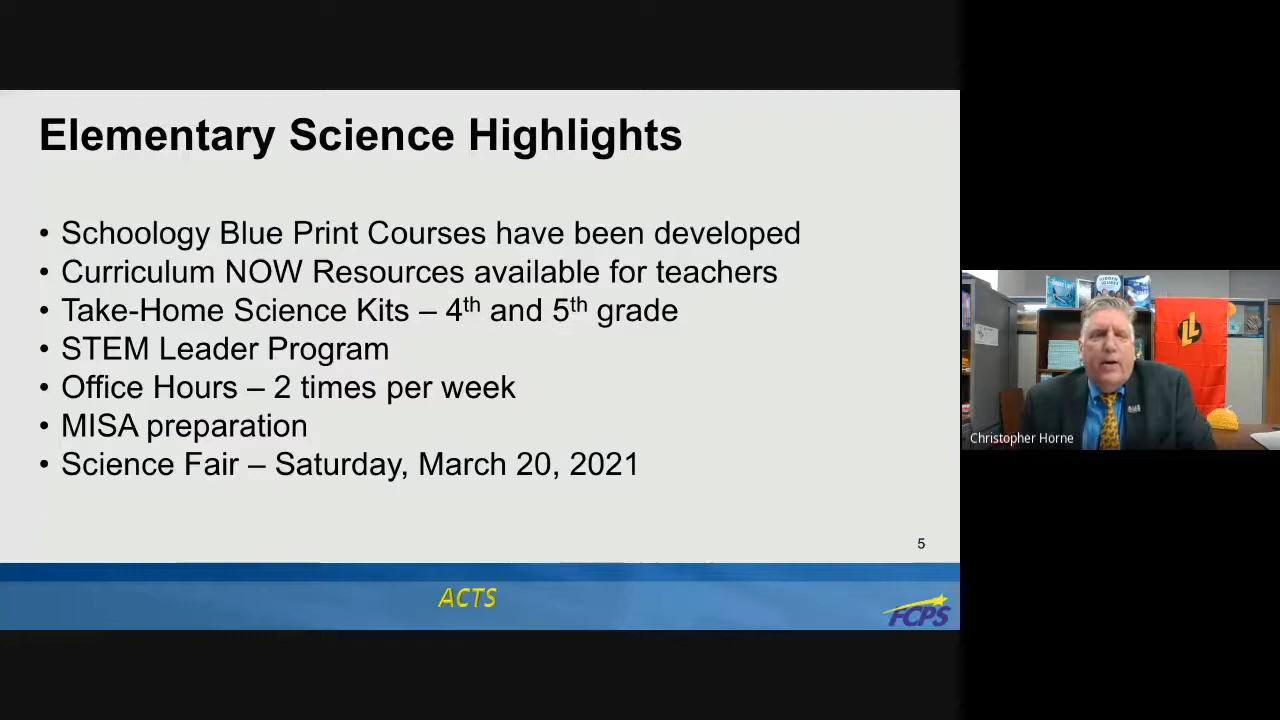 Elementary Science Highlights
• Schoology Blue Print Courses have been developed
• Curriculum NOW Resources available for teachers
• Take-Home Science Kits – 4th and 5th grade
• STEM Leader Program
• Office Hours – 2 times per week
• MISA preparation
• Science Fair – Saturday, March 20, 2021
5
ACTS
FCPS
Christopher Horne